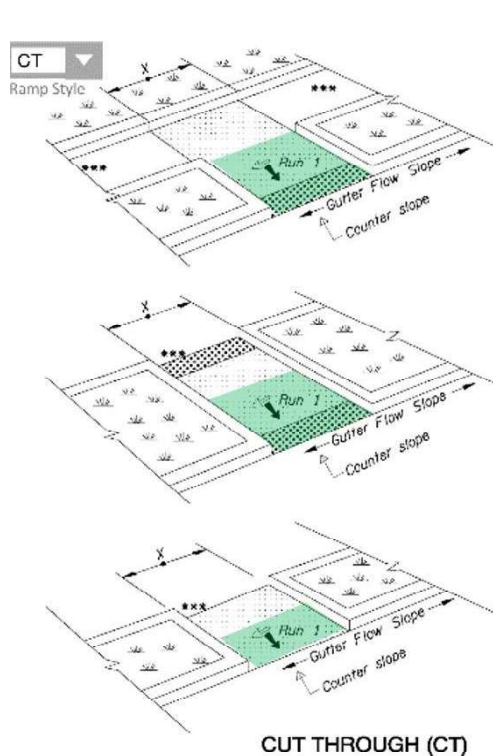 CT
Ramp Style
X
***
***
Run 1
Gutter Flow Slope
Counter slope
X
***
Run 1
Gutter Flow Slope
Counter slope
X
***
Run 1
Gutter Flow Slope
Counter slope
CUT THROUGH (CT)